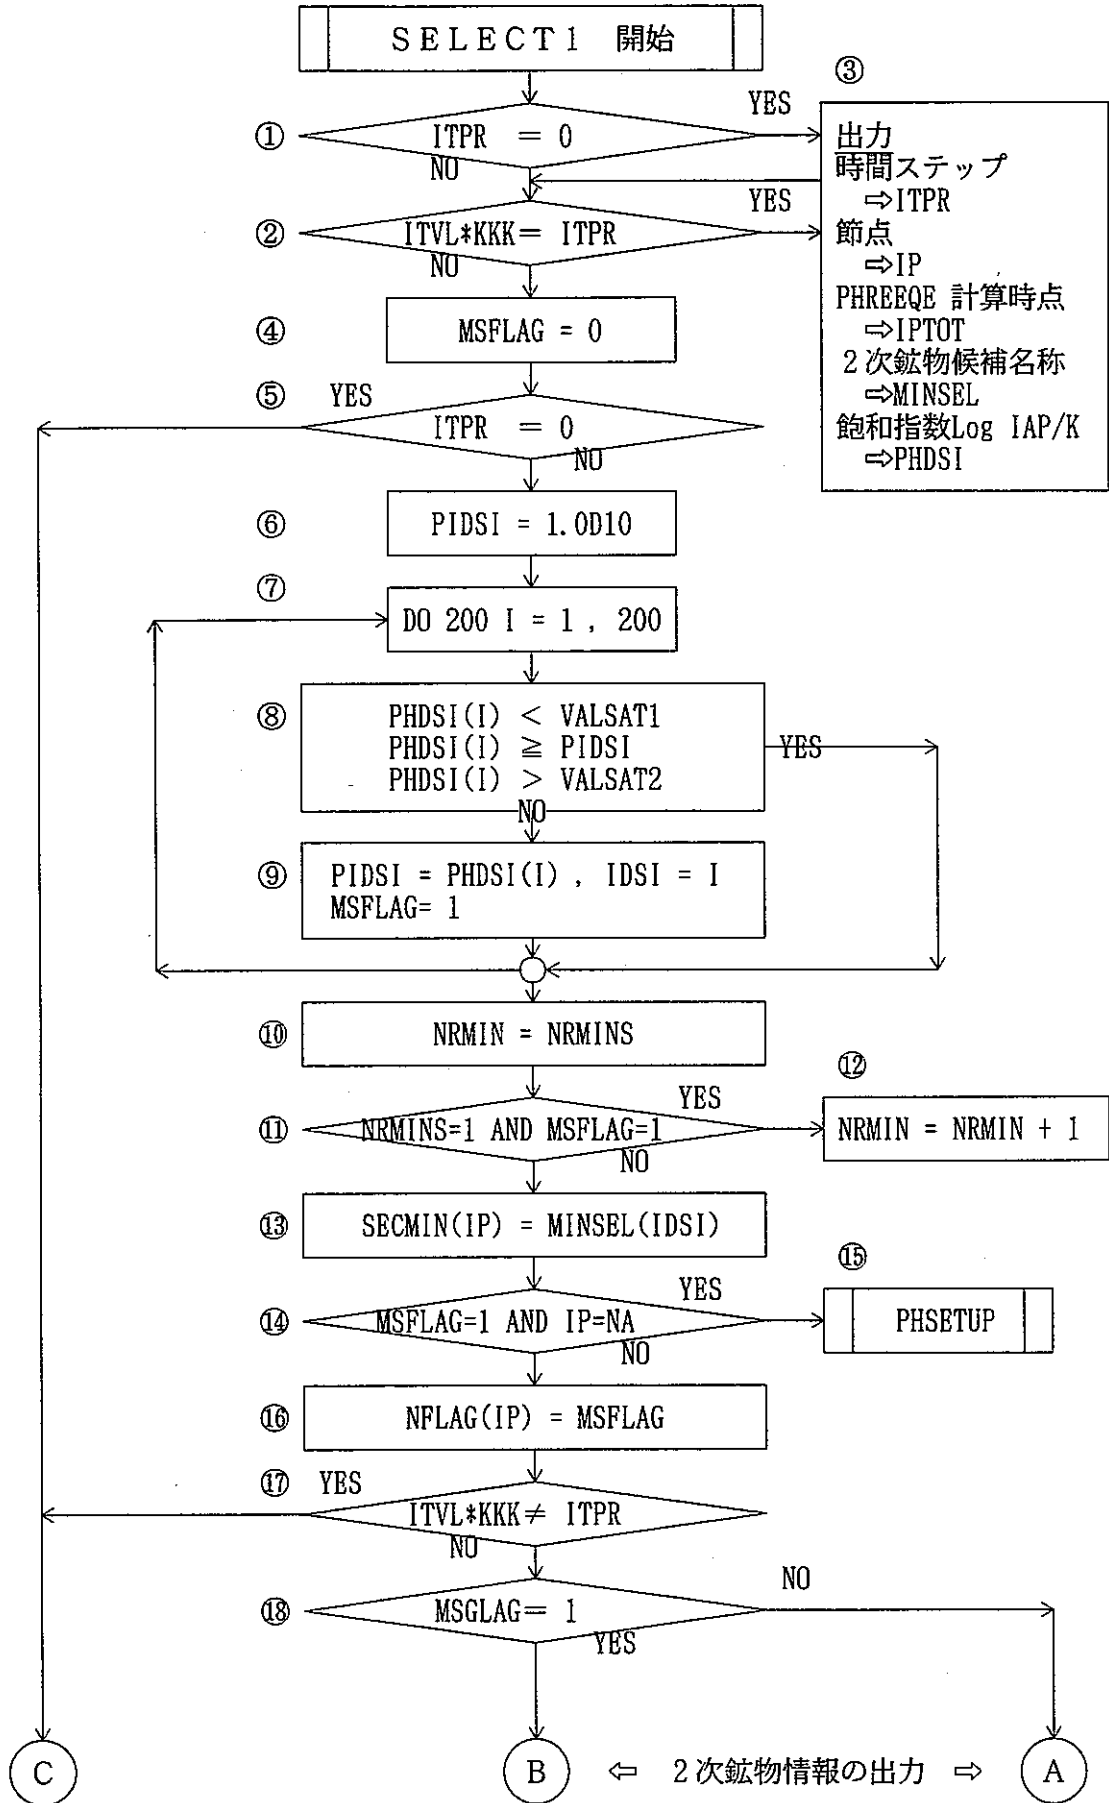 SELECT1 開始
③
YES
① ITPR = 0
NO
出力
時間ステップ
⇨ITPR
節点
⇨IP
PHREEQE 計算時点
⇨IPTOT
2次鉱物候補名称
⇨MINSEL
飽和指数Log IAP/K
⇨PHDSI
YES
② ITVL*KKK= ITPR
NO
④ MSFLAG = 0
⑤ YES
ITPR = 0
NO
⑥ PIDSI = 1.0D10
⑦
DO 200 I = 1 , 200
⑧ PHDSI(I) < VALSAT1
PHDSI(I) ≧ PIDSI
PHDSI(I) > VALSAT2
YES
NO
⑨ PIDSI = PHDSI(I) , IDSI = I
MSFLAG= 1
⑩ NRMIN = NRMINS
⑫
YES
⑪ NRMINS=1 AND MSFLAG=1
NO
NRMIN = NRMIN + 1
⑬ SECMIN(IP) = MINSEL(IDSI)
⑮
YES
⑭ MSFLAG=1 AND IP=NA
NO
PHSETUP
⑯ NFLAG(IP) = MSFLAG
⑰ YES
ITVL*KKK≠ ITPR
NO
NO
⑱ MSGLAG= 1
YES
C
B ⇦ 2次鉱物情報の出力 ⇨ A